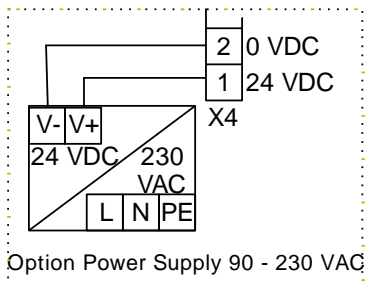 2 0 VDC
1 24 VDC
X4
V- V+
24 VDC 230
VAC
L N PE
Option Power Supply 90 - 230 VAC